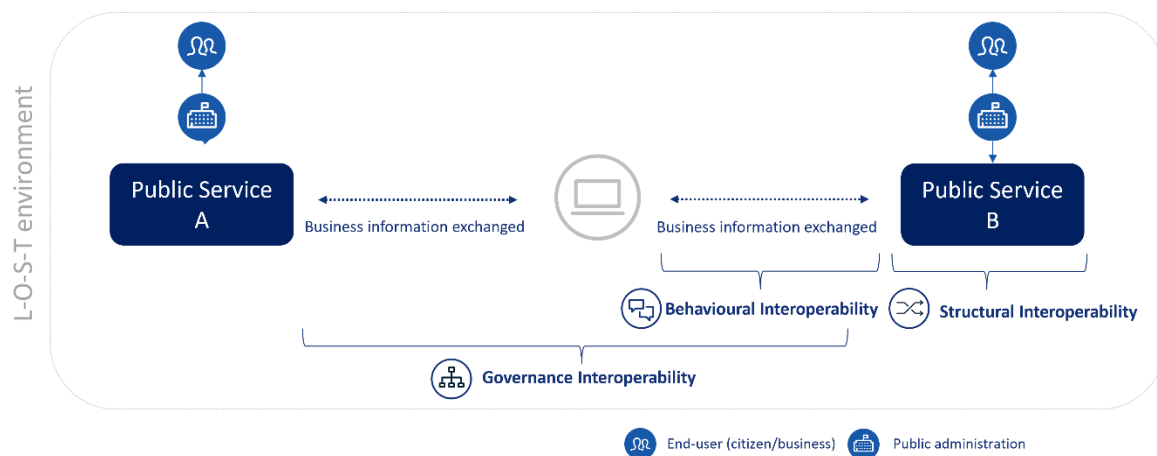 L-O-S-T environment
Public Service
A
Business information exchanged
Business information exchanged
Public Service
B
Behavioural Interoperability
Structural Interoperability
Governance Interoperability
End-user (citizen/business)
Public administration